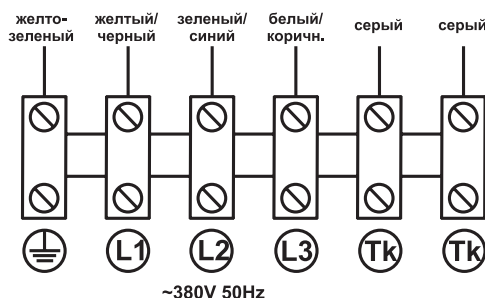 желто-
зеленый
желтый/
черный
зеленый/
синий
белый/
коричн.
серый
серый
L1
L2
L3
Tk
Tk
~380V 50Hz